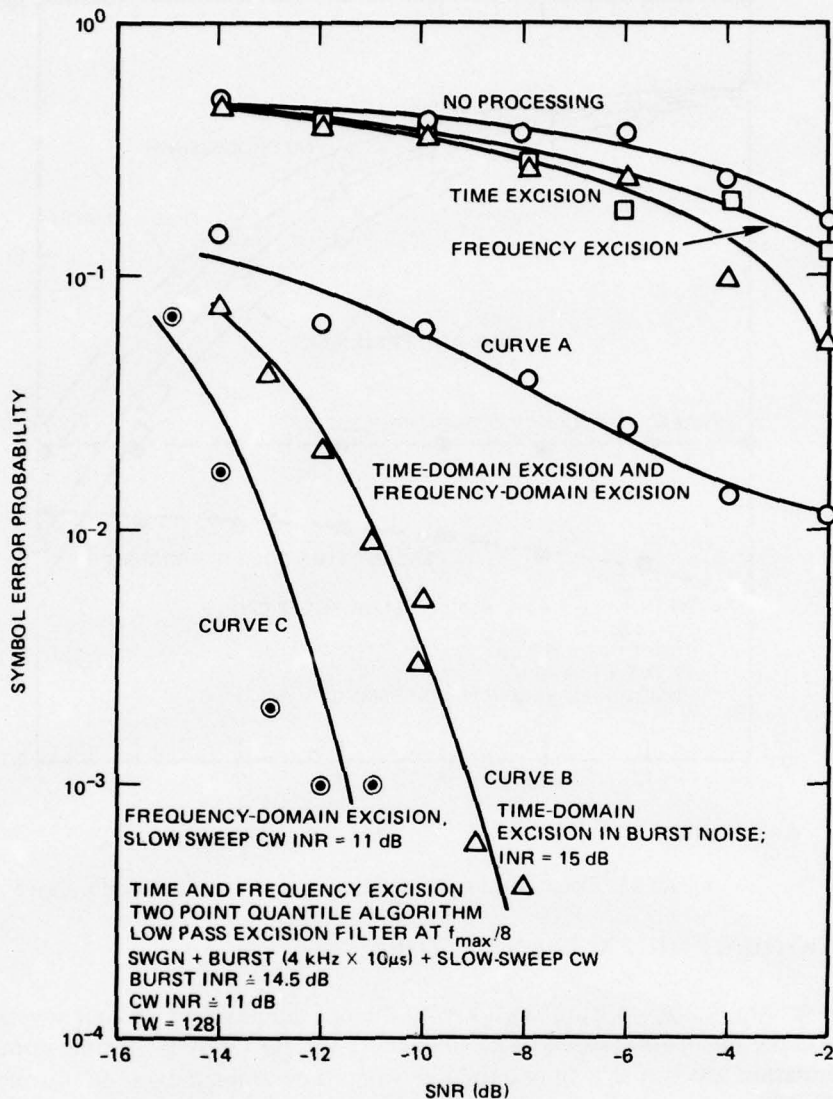 10⁰
NO PROCESSING
TIME EXCISION
FREQUENCY EXCISION
10⁻¹
CURVE A
TIME-DOMAIN EXCISION AND
FREQUENCY-DOMAIN EXCISION
SYMBOL ERROR PROBABILITY
10⁻²
CURVE C
10⁻³
CURVE B
TIME-DOMAIN
EXCISION IN BURST NOISE;
INR = 15 dB
FREQUENCY-DOMAIN EXCISION,
SLOW SWEEP CW INR = 11 dB
TIME AND FREQUENCY EXCISION
TWO POINT QUANTILE ALGORITHM
LOW PASS EXCISION FILTER AT f_max/8
SWGN + BURST (4 kHz × 10μs) + SLOW-SWEEP CW
BURST INR ≐ 14.5 dB
CW INR ≐ 11 dB
TW = 128
10⁻⁴
-16 -14 -12 -10 -8 -6 -4 -2
SNR (dB)